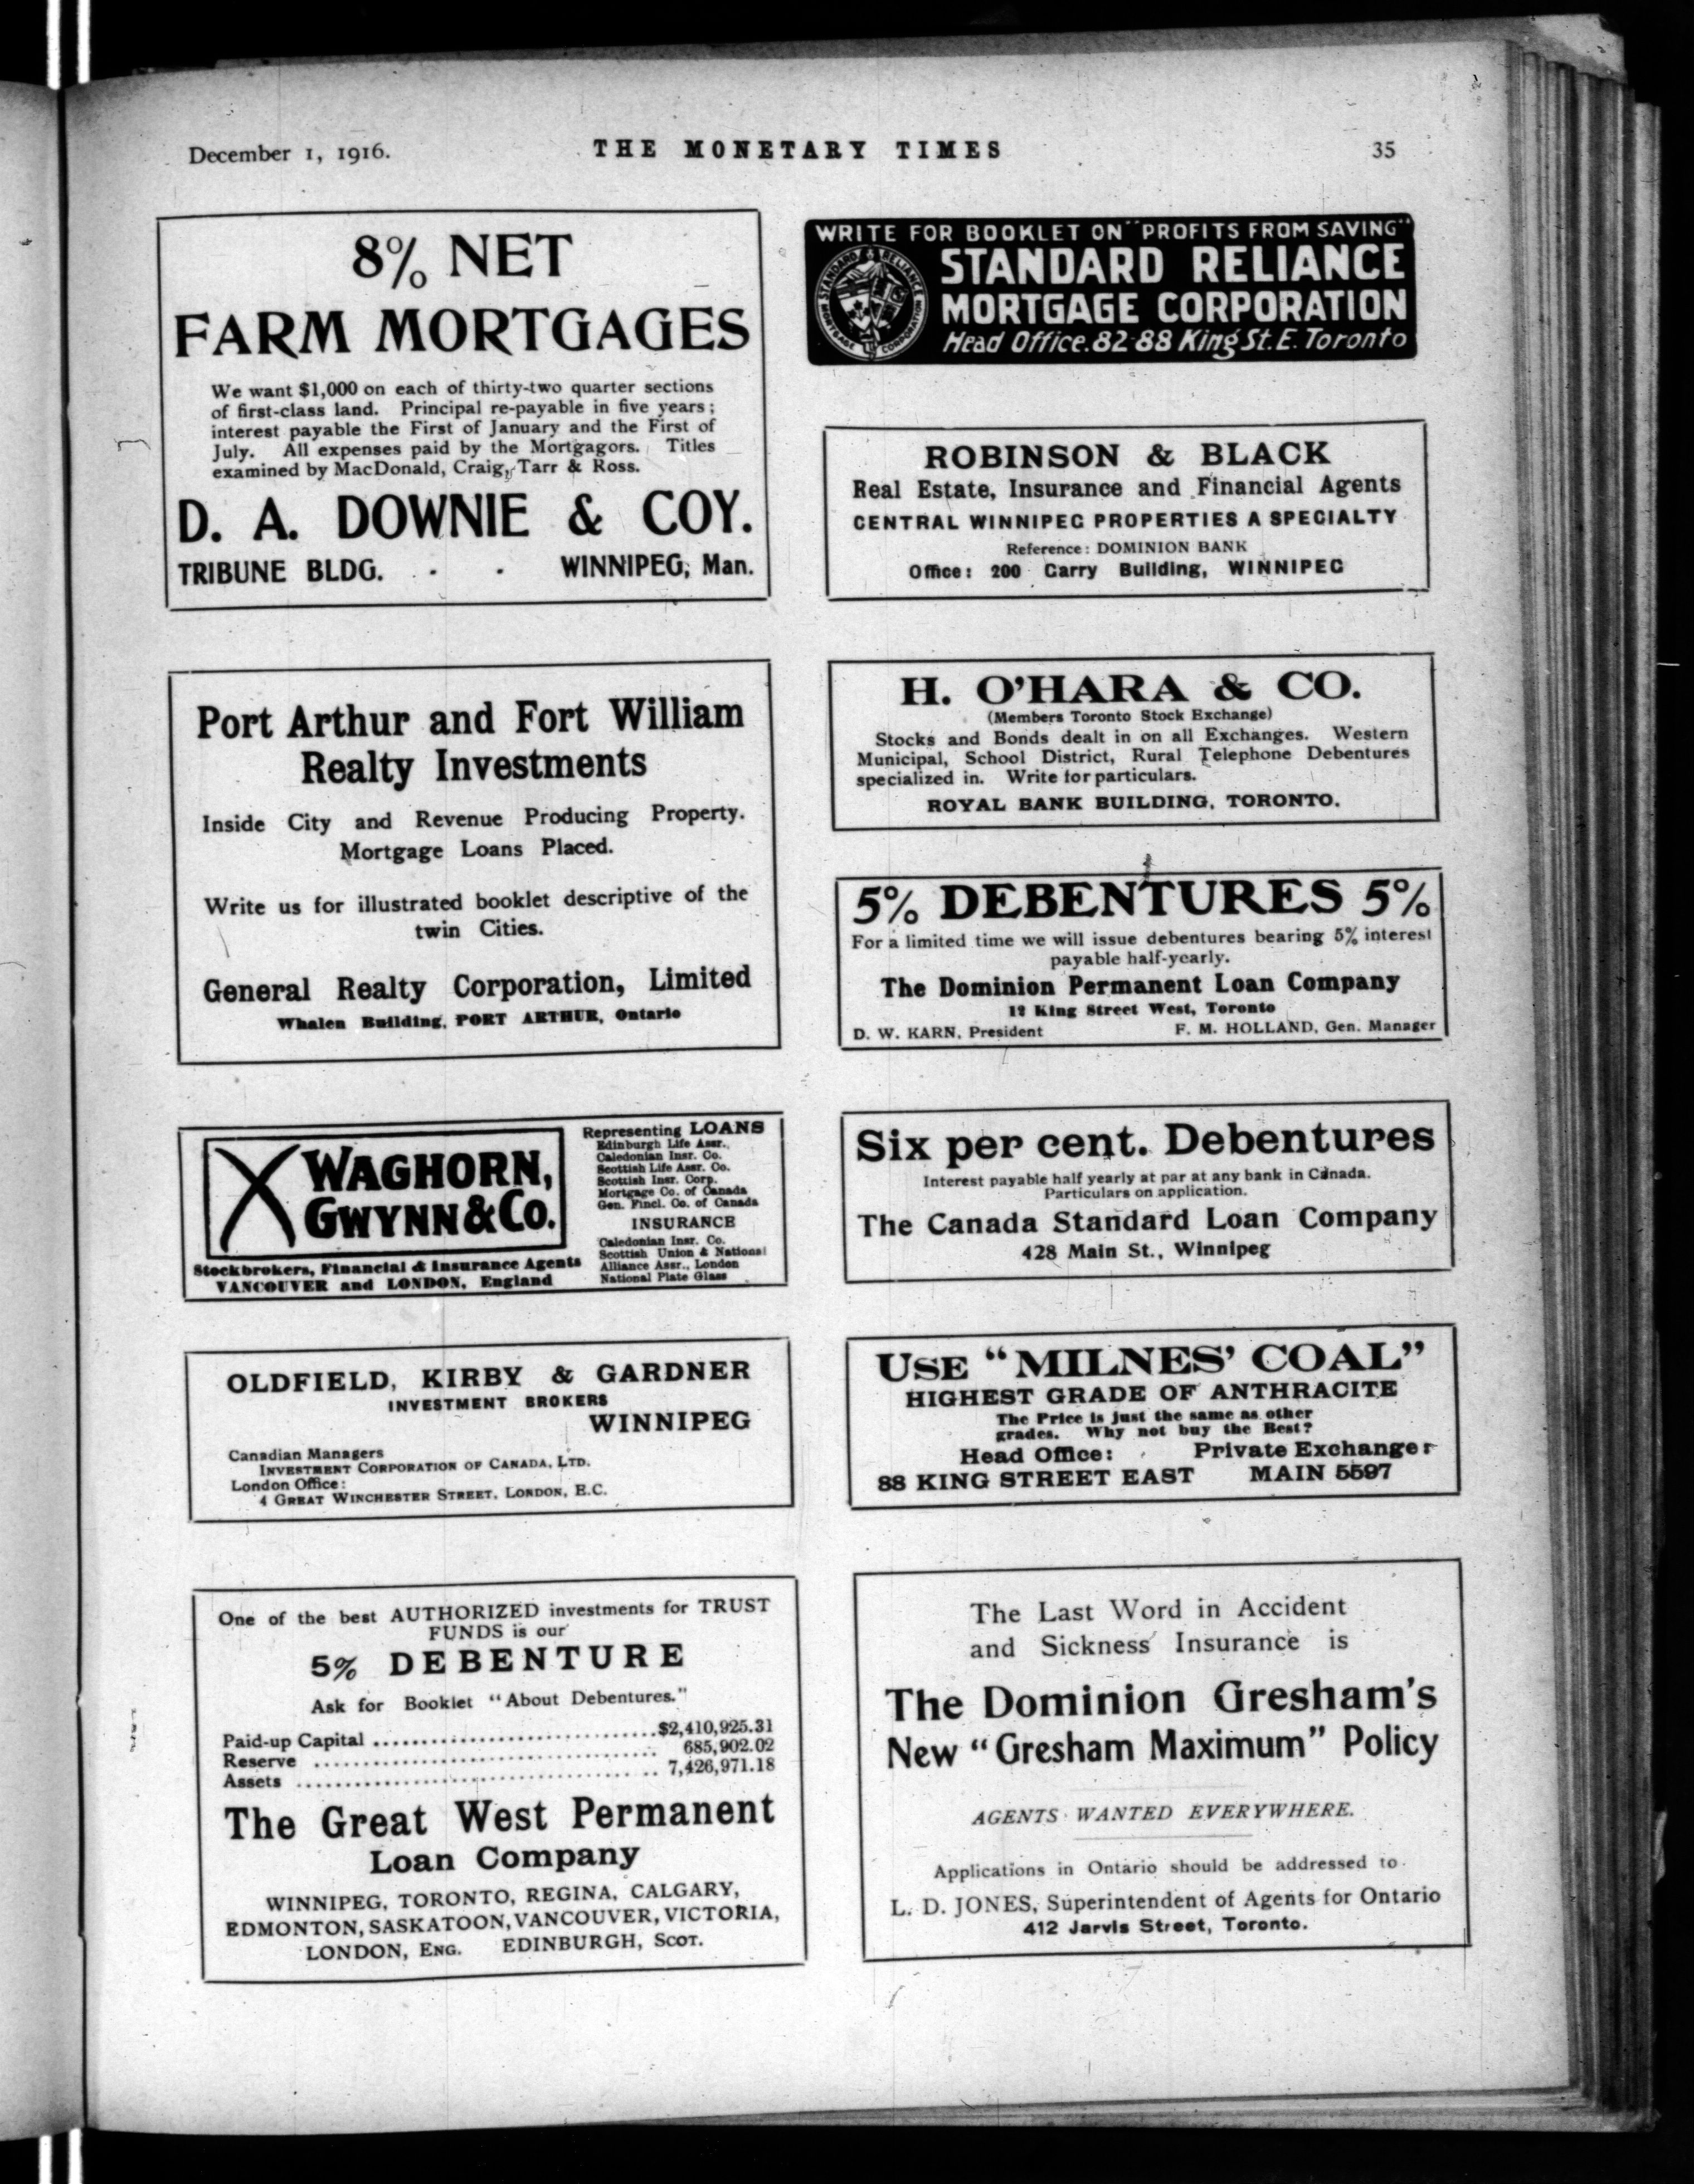 December 1, 1916.
THE MONETARY TIMES
35
8% NET
FARM MORTGAGES
We want $1,000 on each of thirty-two quarter sections
of first-class land. Principal re-payable in five years;
interest payable the First of January and the First of
July. All expenses paid by the Mortgagors. Titles
examined by MacDonald, Craig, Tarr & Ross.
D. A. DOWNIE & COY.
TRIBUNE BLDG. - - WINNIPEG, Man.
Port Arthur and Fort William
Realty Investments
Inside City and Revenue Producing Property.
Mortgage Loans Placed.
Write us for illustrated booklet descriptive of the
twin Cities.
General Realty Corporation, Limited
Whalen Building, PORT ARTHUR, Ontario
WAGHORN,
GWYNN & Co.
Stockbrokers, Financial & Insurance Agents
VANCOUVER and LONDON, England
Representing LOANS
Edinburgh Life Assr.
Caledonian Insr. Co.
Scottish Life Assr. Co.
Scottish Insr. Corp.
Mortgage Co. of Canada
Gen. Fincl. Co. of Canada
INSURANCE
Caledonian Insr. Co.
Scottish Union & National
Alliance Assr., London
National Plate Glass
OLDFIELD, KIRBY & GARDNER
INVESTMENT BROKERS
WINNIPEG
Canadian Managers
INVESTMENT CORPORATION OF CANADA, LTD.
London Office:
4 GREAT WINCHESTER STREET, LONDON, E.C.
One of the best AUTHORIZED investments for TRUST
FUNDS is our
5% DEBENTURE
Ask for Booklet "About Debentures."
Paid-up Capital ..............................$2,410,925.31
Reserve .............................. 685,902.02
Assets .............................. 7,426,971.18
The Great West Permanent
Loan Company
WINNIPEG, TORONTO, REGINA, CALGARY,
EDMONTON, SASKATOON, VANCOUVER, VICTORIA,
LONDON, ENG. EDINBURGH, SCOT.
WRITE FOR BOOKLET ON "PROFITS FROM SAVING"
STANDARD RELIANCE
MORTGAGE CORPORATION
Head Office. 82-88 King St. E. Toronto
STANDARD RELIANCE
MORTGAGE CORPORATION
ROBINSON & BLACK
Real Estate, Insurance and Financial Agents
CENTRAL WINNIPEG PROPERTIES A SPECIALTY
Reference: DOMINION BANK
Office: 200 Garry Building, WINNIPEG
H. O'HARA & CO.
(Members Toronto Stock Exchange)
Stocks and Bonds dealt in on all Exchanges. Western
Municipal, School District, Rural Telephone Debentures
specialized in. Write for particulars.
ROYAL BANK BUILDING, TORONTO.
5% DEBENTURES 5%
For a limited time we will issue debentures bearing 5% interest
payable half-yearly.
The Dominion Permanent Loan Company
12 King Street West, Toronto
D. W. KARN, President F. M. HOLLAND, Gen. Manager
Six per cent. Debentures
Interest payable half yearly at par at any bank in Canada.
Particulars on application.
The Canada Standard Loan Company
428 Main St., Winnipeg
USE "MILNES' COAL"
HIGHEST GRADE OF ANTHRACITE
The Price is just the same as other
grades. Why not buy the Best?
Head Office: Private Exchange:
88 KING STREET EAST MAIN 5597
The Last Word in Accident
and Sickness Insurance is
The Dominion Gresham's
New "Gresham Maximum" Policy
AGENTS WANTED EVERYWHERE.
Applications in Ontario should be addressed to
L. D. JONES, Superintendent of Agents for Ontario
412 Jarvis Street, Toronto.